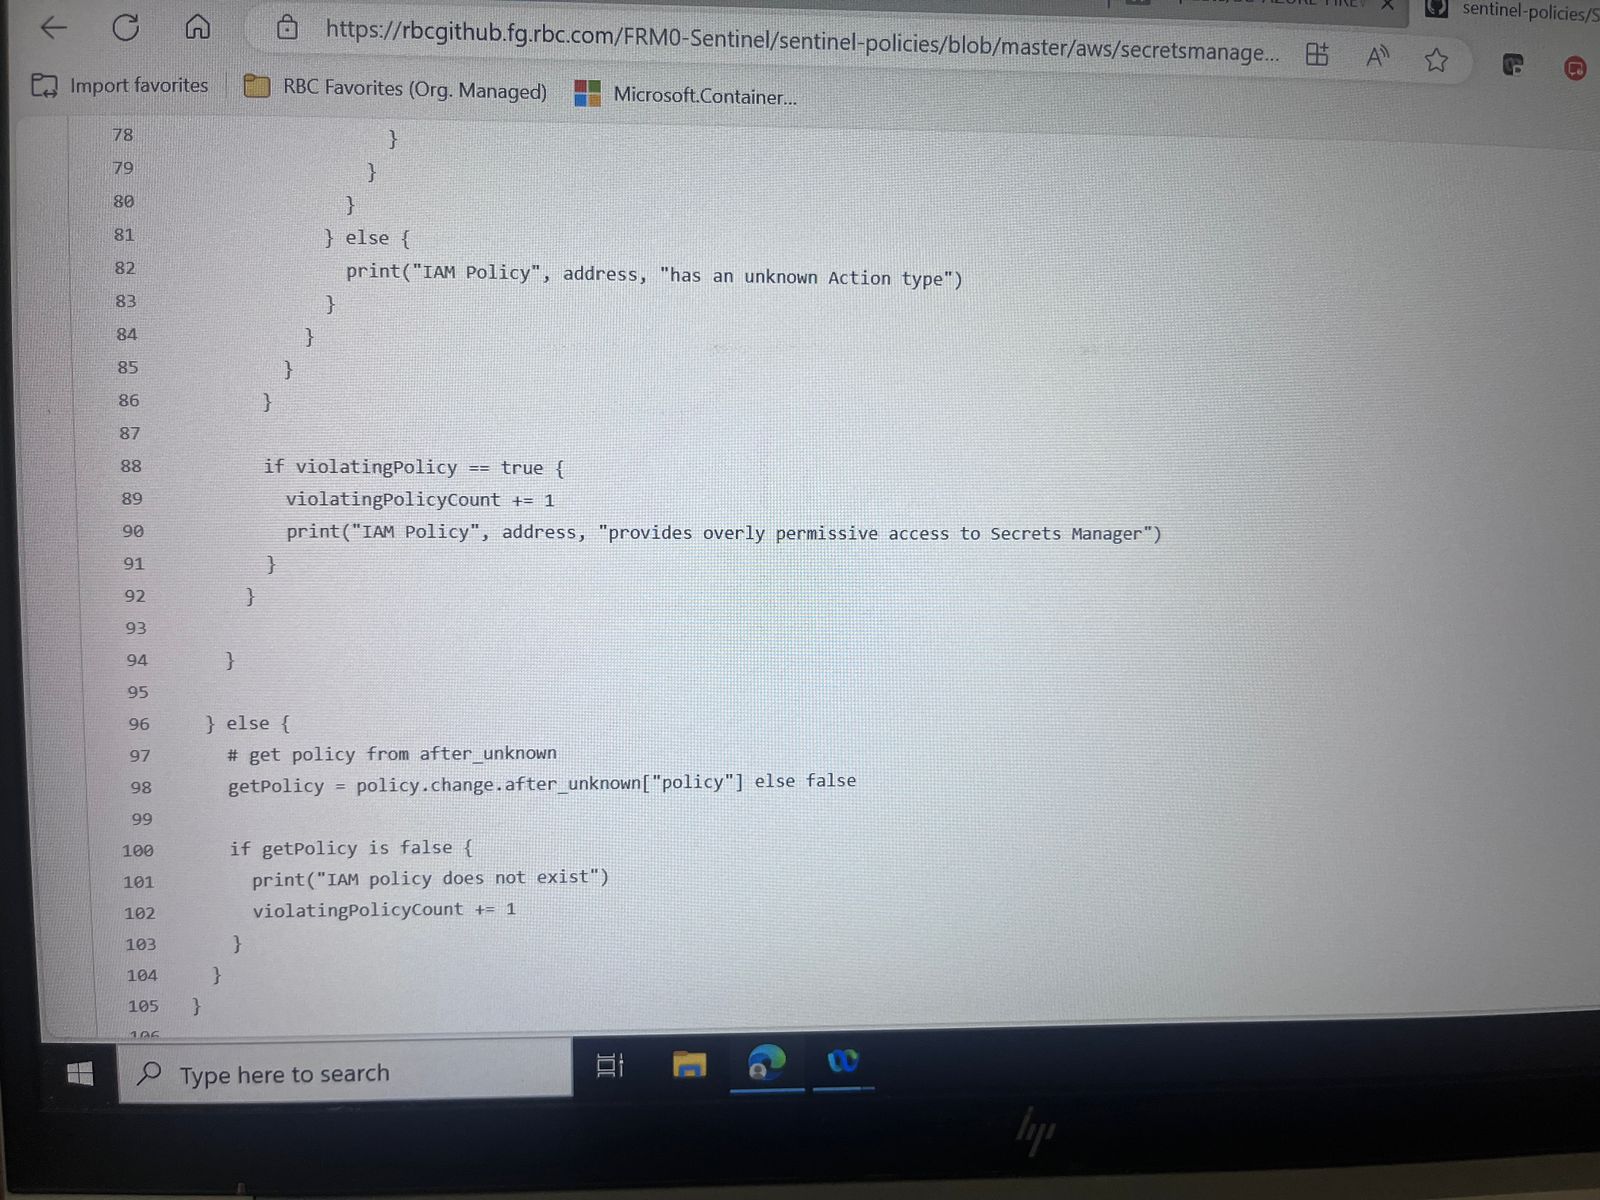 sentinel-policies/S
https://rbcgithub.fg.rbc.com/FRM0-Sentinel/sentinel-policies/blob/master/aws/secretsmanage...
Import favorites RBC Favorites (Org. Managed) Microsoft.Container...
78 }
79 }
80 }
81 } else {
82 print("IAM Policy", address, "has an unknown Action type")
83 }
84 }
85 }
86 }
87
88 if violatingPolicy == true {
89 violatingPolicyCount += 1
90 print("IAM Policy", address, "provides overly permissive access to Secrets Manager")
91 }
92 }
93
94 }
95
96 } else {
97 # get policy from after_unknown
98 getPolicy = policy.change.after_unknown["policy"] else false
99
100 if getPolicy is false {
101 print("IAM policy does not exist")
102 violatingPolicyCount += 1
103 }
104 }
105 }
106
Type here to search
hp